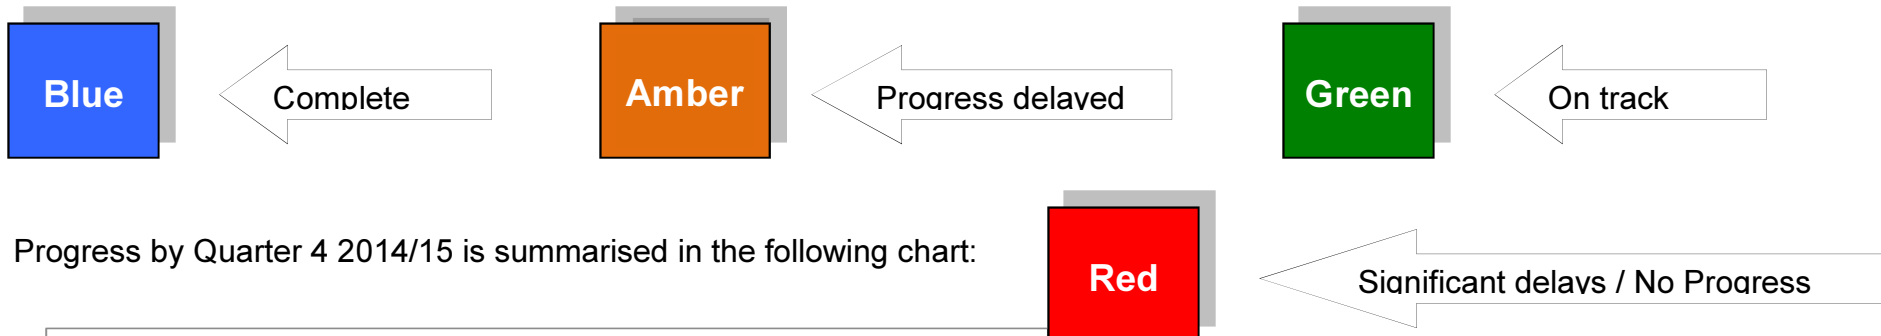 Blue
Complete
Amber
Progress delayed
Green
On track
Progress by Quarter 4 2014/15 is summarised in the following chart:
Red
Significant delays / No Progress